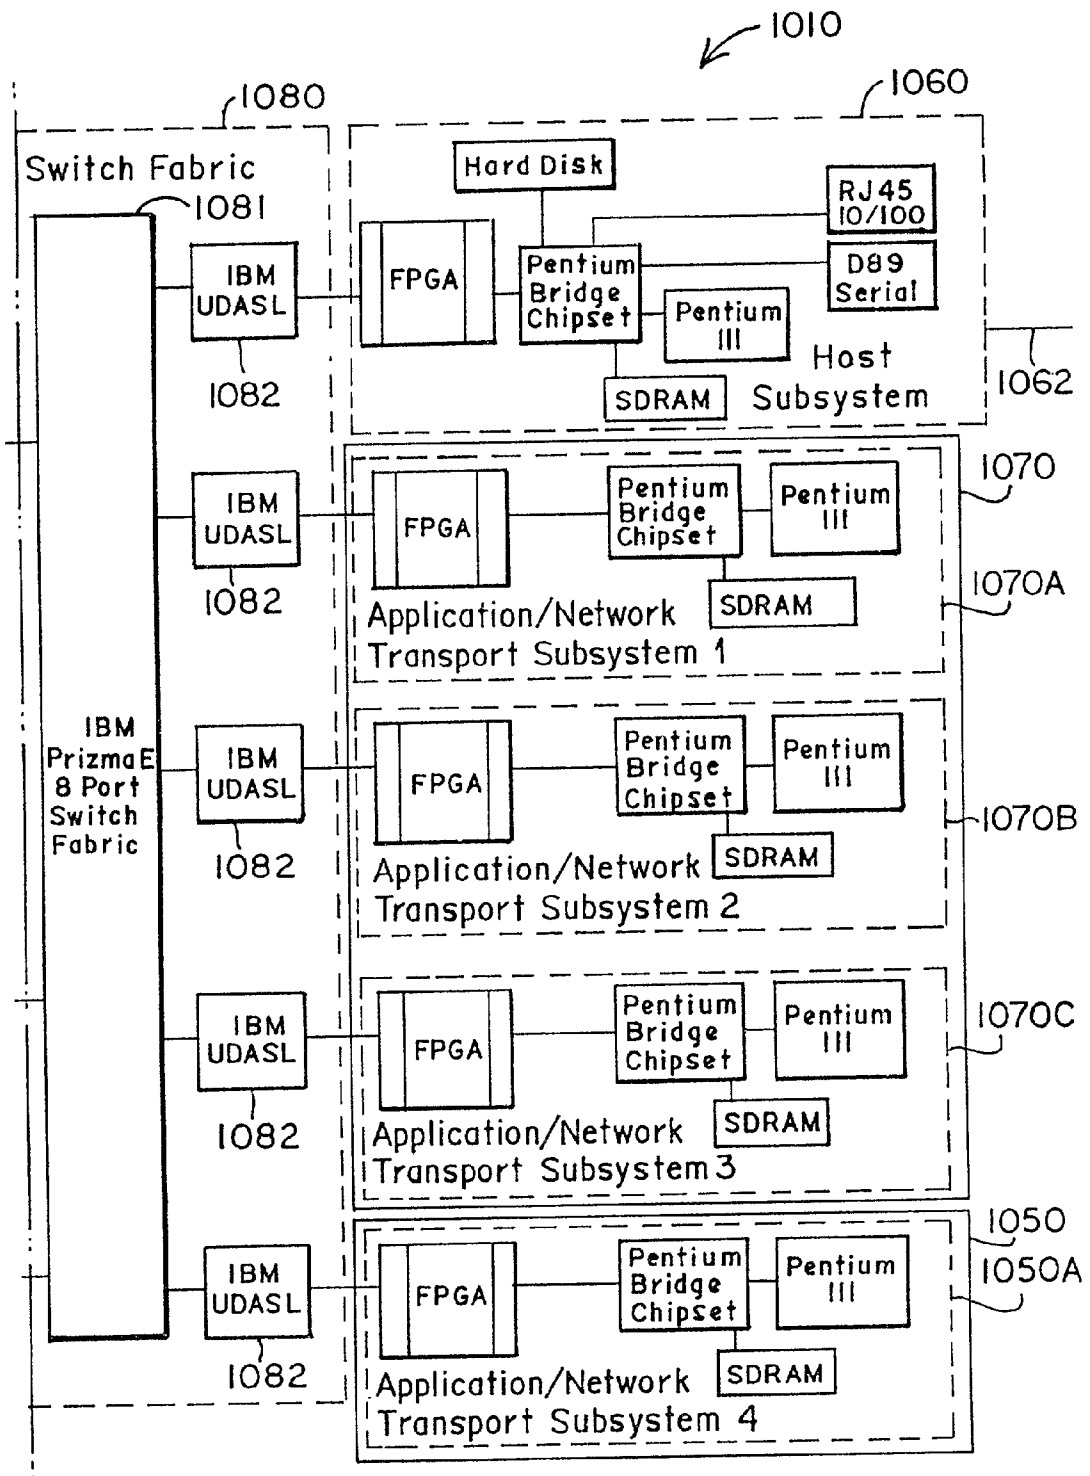 1010
1080
1060
Switch Fabric
1081
Hard Disk
RJ45
10/100
IBM
UDASL
FPGA
Pentium
Bridge
Chipset
D89
Serial
Pentium
III
1082
SDRAM
Host
Subsystem
1062
IBM
UDASL
FPGA
Pentium
Bridge
Chipset
Pentium
III
1070
1082
SDRAM
1070A
Application/Network
Transport Subsystem 1
IBM
PrizmaE
8 Port
Switch
Fabric
IBM
UDASL
FPGA
Pentium
Bridge
Chipset
Pentium
III
1070B
1082
SDRAM
Application/Network
Transport Subsystem 2
IBM
UDASL
FPGA
Pentium
Bridge
Chipset
Pentium
III
1070C
1082
SDRAM
Application/Network
Transport Subsystem 3
1050
IBM
UDASL
FPGA
Pentium
Bridge
Chipset
Pentium
III
1050A
1082
SDRAM
Application/Network
Transport Subsystem 4